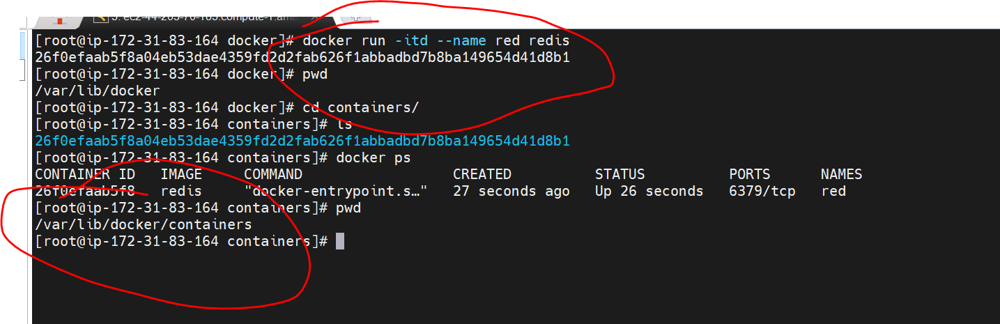 [root@ip-172-31-83-164 docker]# docker run -itd --name red redis
26f0efaab5f8a04eb53dae4359fd2d2fab626f1abbadbd7b8ba149654d41d8b1
[root@ip-172-31-83-164 docker]# pwd
/var/lib/docker
[root@ip-172-31-83-164 docker]# cd containers/
[root@ip-172-31-83-164 containers]# ls
26f0efaab5f8a04eb53dae4359fd2d2fab626f1abbadbd7b8ba149654d41d8b1
[root@ip-172-31-83-164 containers]# docker ps
CONTAINER ID IMAGE COMMAND CREATED STATUS PORTS NAMES
26f0efaab5f8 redis "docker-entrypoint.s…" 27 seconds ago Up 26 seconds 6379/tcp red
[root@ip-172-31-83-164 containers]# pwd
/var/lib/docker/containers
[root@ip-172-31-83-164 containers]#